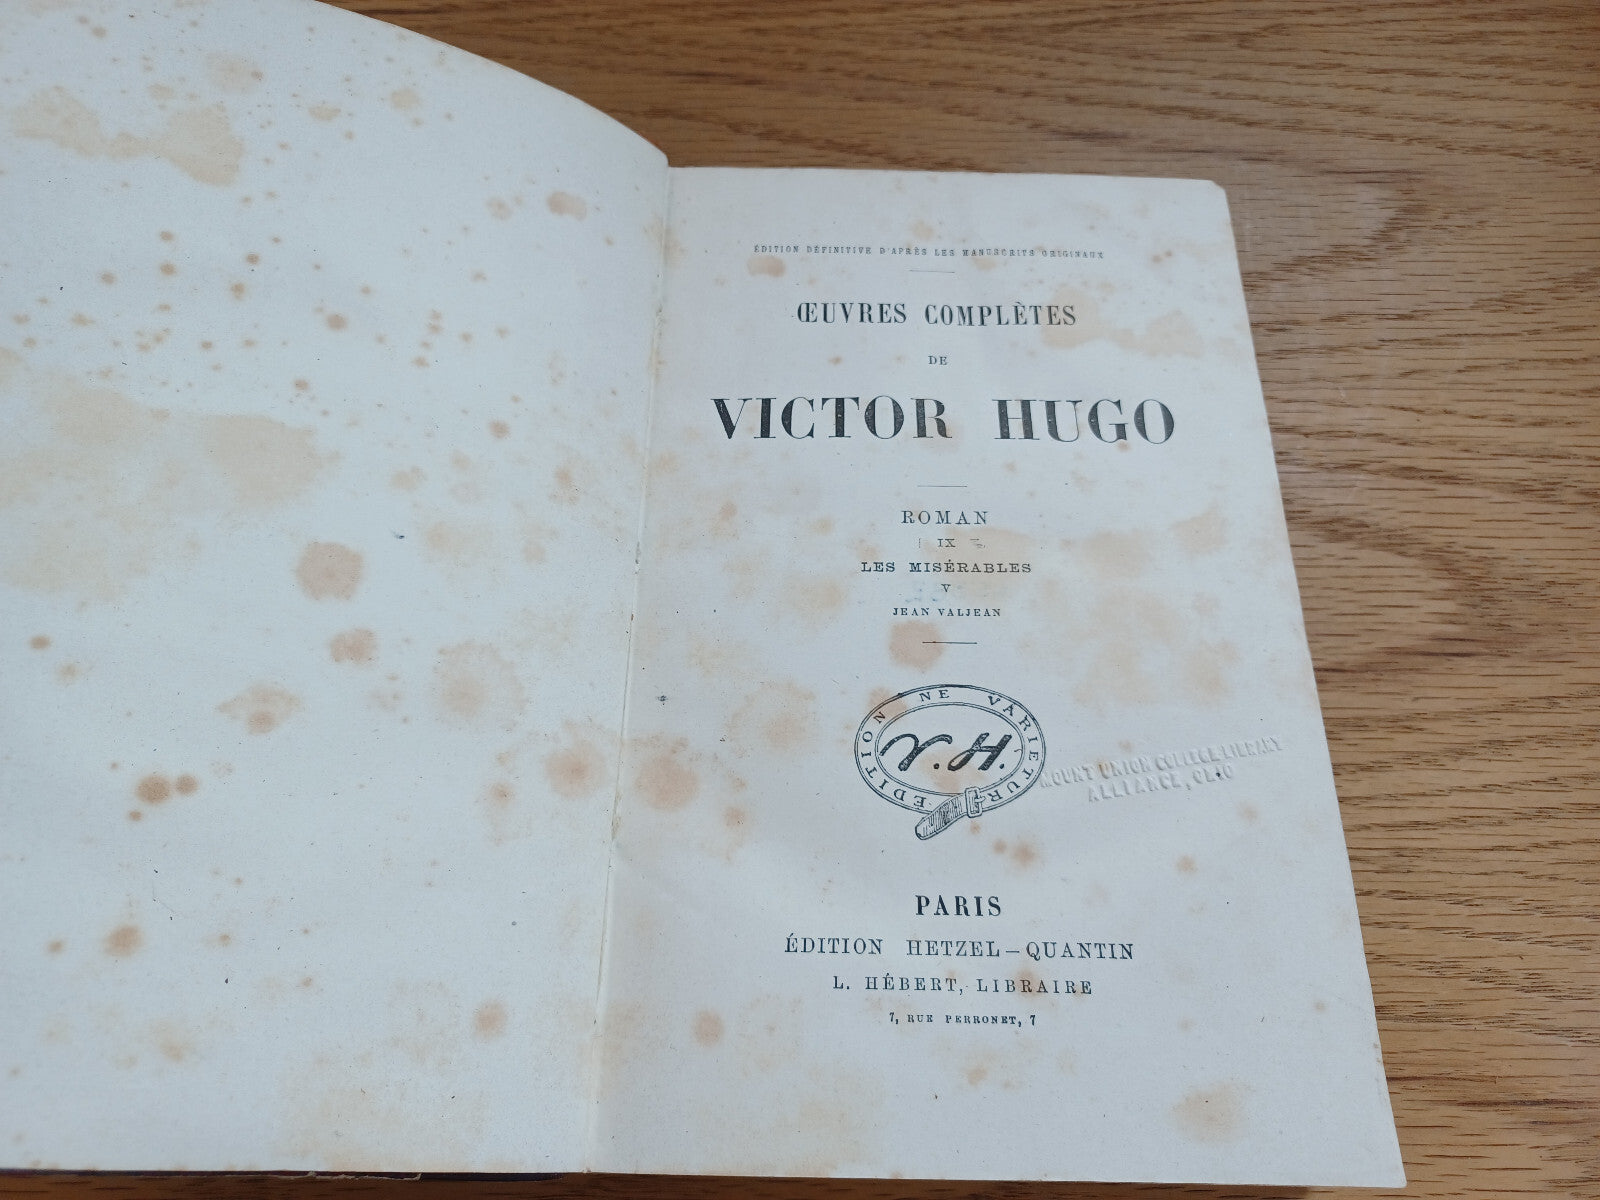 ÉDITION DÉFINITIVE D'APRÈS LES MANUSCRITS ORIGINAUX
ŒUVRES COMPLÈTES
DE
VICTOR HUGO
ROMAN
IX
LES MISÉRABLES
V
JEAN VALJEAN
EDITION NE VARIETUR
V.H.
MOUNT UNION COLLEGE LIBRARY
ALLIANCE, OHIO
PARIS
ÉDITION HETZEL–QUANTIN
L. HÉBERT, LIBRAIRE
7, RUE PERRONET, 7